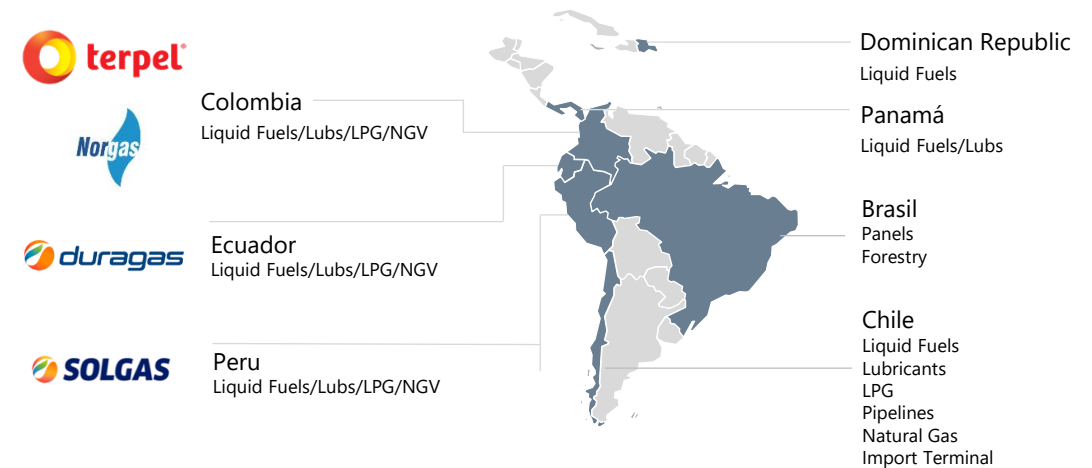 terpel
Norgas
Colombia
Liquid Fuels/Lubs/LPG/NGV
duragas
Ecuador
Liquid Fuels/Lubs/LPG/NGV
SOLGAS
Peru
Liquid Fuels/Lubs/LPG/NGV
Dominican Republic
Liquid Fuels
Panamá
Liquid Fuels/Lubs
Brasil
Panels
Forestry
Chile
Liquid Fuels
Lubricants
LPG
Pipelines
Natural Gas
Import Terminal